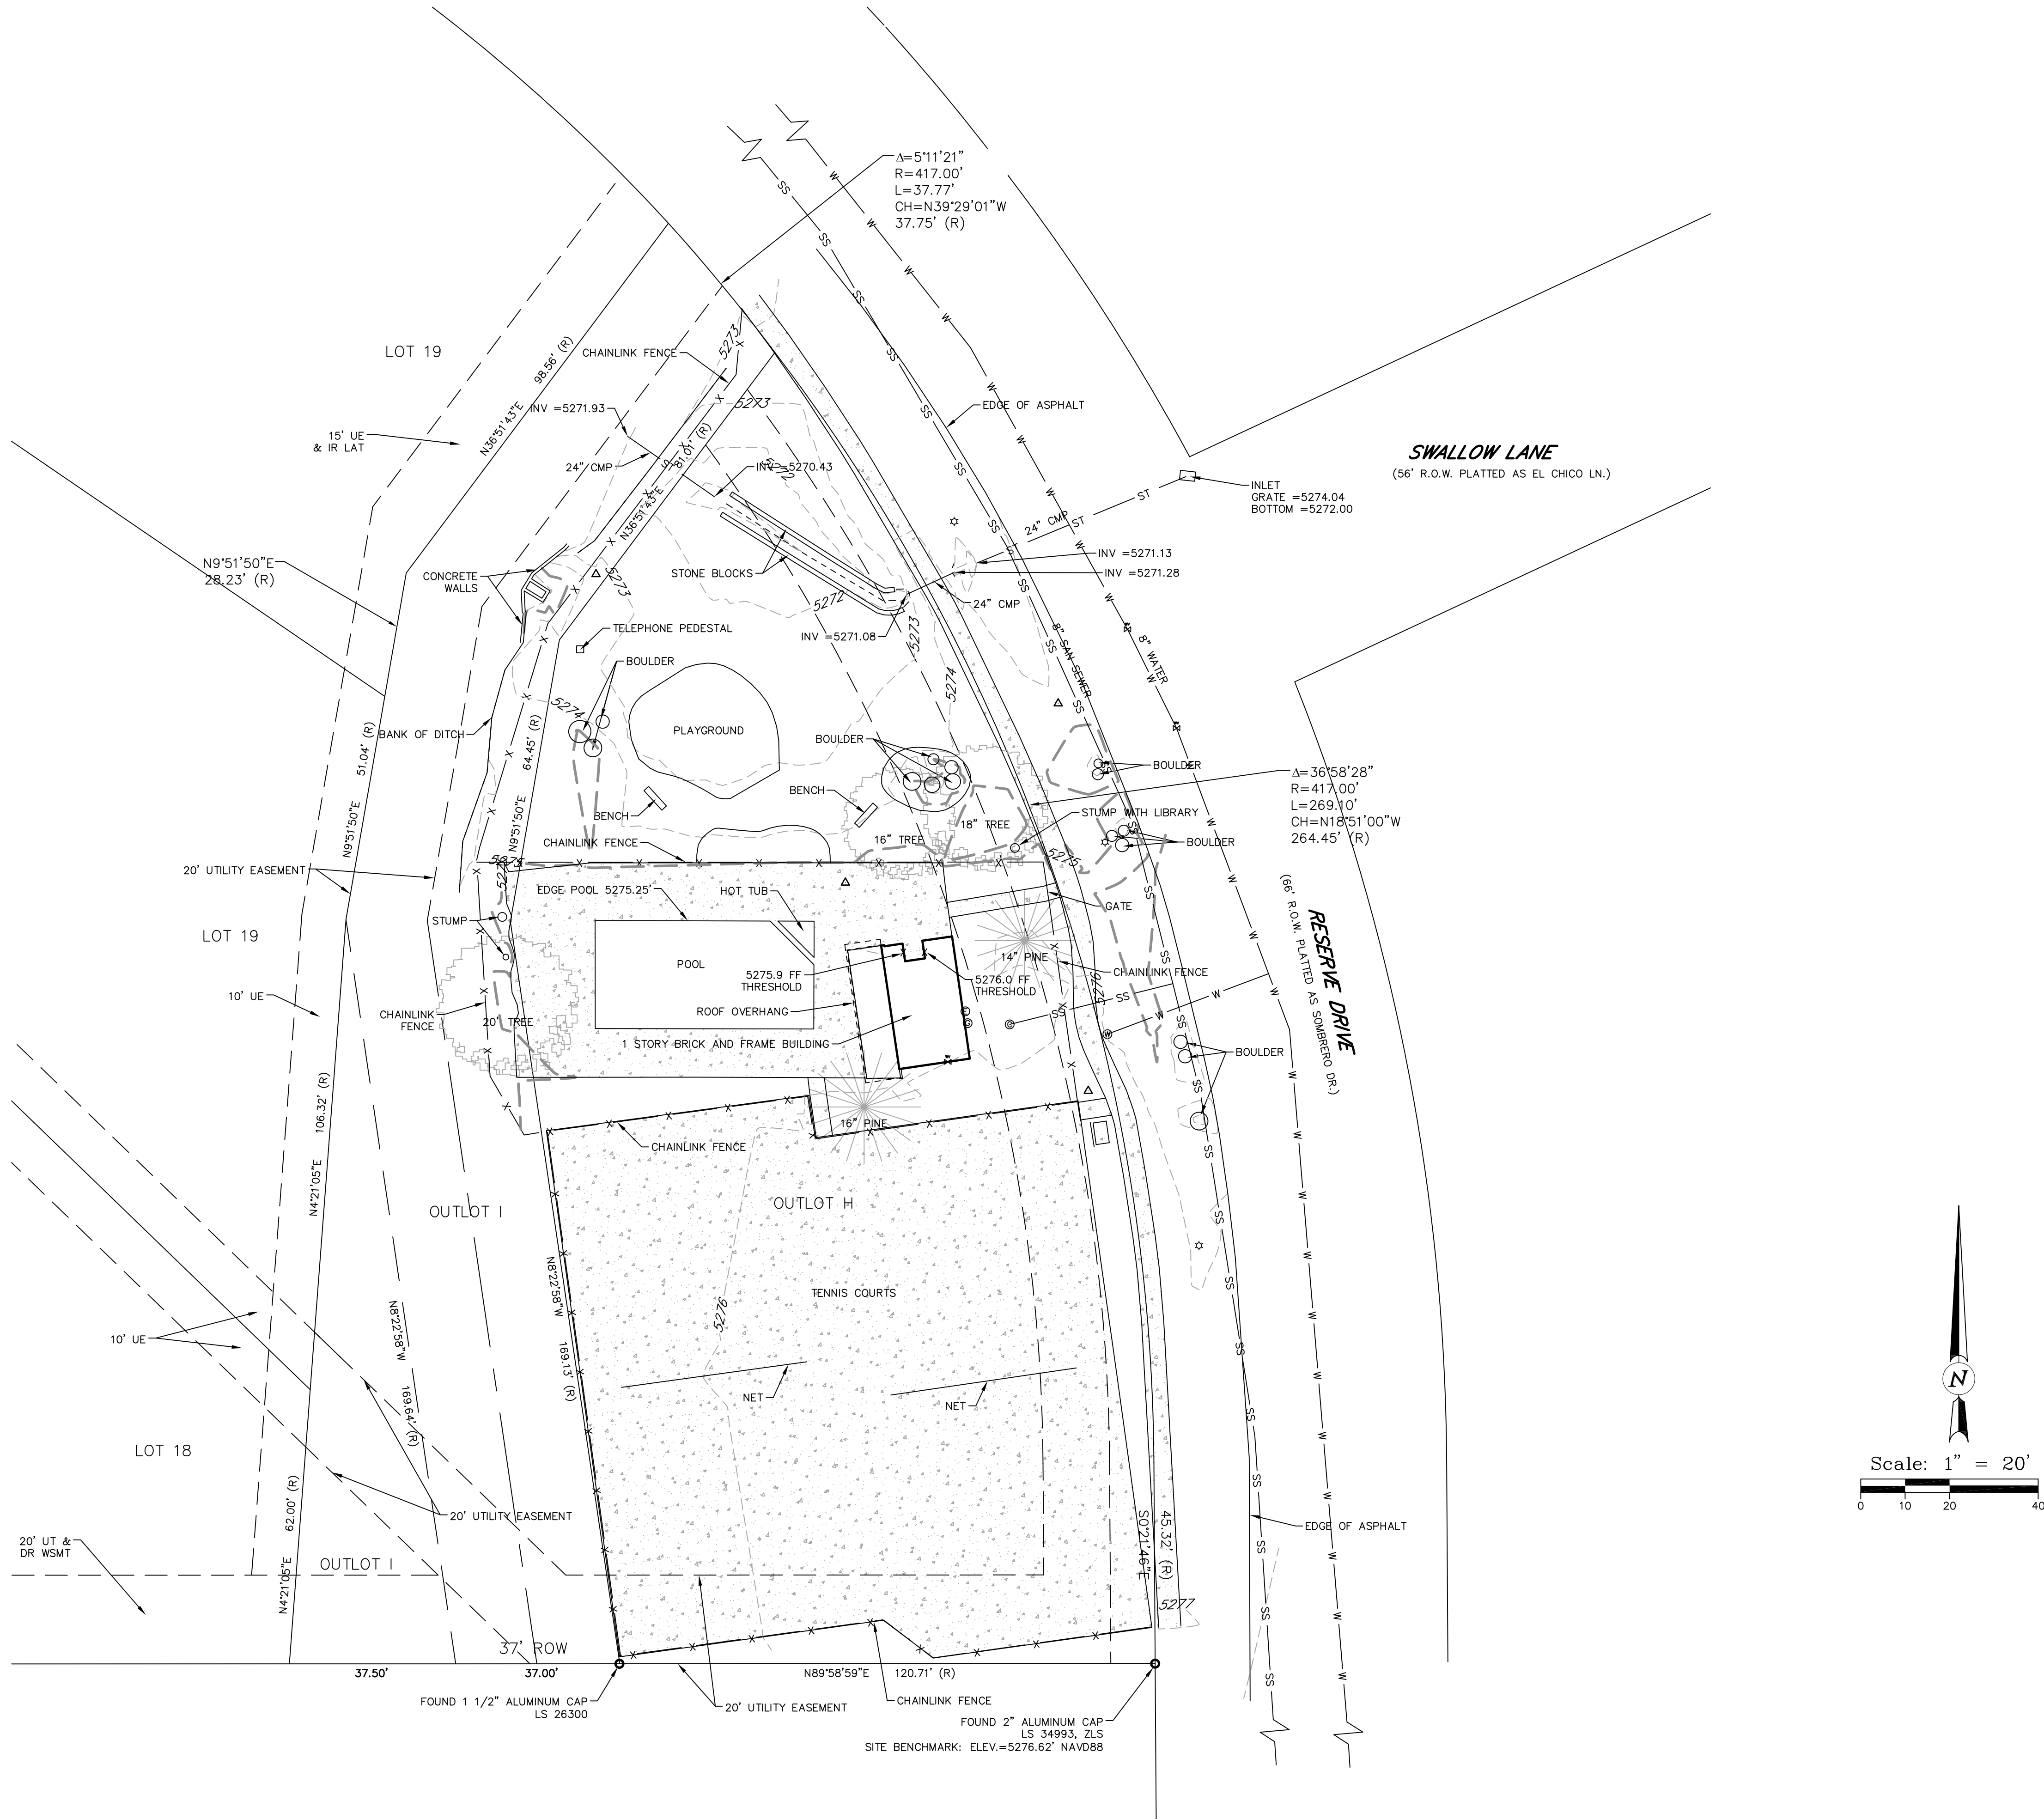 Δ=5°11'21"
R=417.00'
L=37.77'
CH=N39°29'01"W
37.75' (R)
LOT 19
98.56' (R)
N36°51'43"E
CHAINLINK FENCE
5273
5273
INV =5271.93
15' UE
& IR LAT
24" CMP
81.01' (R)
N36°51'43"E
INV =5270.43
5272
EDGE OF ASPHALT
SWALLOW LANE
(56' R.O.W. PLATTED AS EL CHICO LN.)
INLET
GRATE =5274.04
BOTTOM =5272.00
ST
ST
24" CMP
INV =5271.13
INV =5271.28
24" CMP
N9°51'50"E
28.23' (R)
CONCRETE
WALLS
5273
STONE BLOCKS
5272
INV =5271.08
5273
TELEPHONE PEDESTAL
BOULDER
8" SAN SEWER
8" WATER
5274
5274
BANK OF DITCH
51.04' (R)
N9°51'50"E
64.45' (R)
N9°51'50"E
PLAYGROUND
BOULDER
BENCH
BENCH
BOULDER
Δ=36°58'28"
R=417.00'
L=269.10'
CH=N18°51'00"W
264.45' (R)
STUMP WITH LIBRARY
18" TREE
16" TREE
BOULDER
CHAINLINK FENCE
5275
5275
20' UTILITY EASEMENT
EDGE POOL 5275.25'
HOT TUB
GATE
STUMP
LOT 19
POOL
5275.9 FF
THRESHOLD
14" PINE
5276.0 FF
THRESHOLD
CHAINLINK FENCE
5276
RESERVE DRIVE
(66' R.O.W. PLATTED AS SOMBRERO DR.)
10' UE
CHAINLINK
FENCE
20" TREE
ROOF OVERHANG
1 STORY BRICK AND FRAME BUILDING
SS
SS
W
BOULDER
106.32' (R)
N4°21'05"E
16" PINE
CHAINLINK FENCE
OUTLOT I
OUTLOT H
N8°22'58"W
169.13' (R)
TENNIS COURTS
5276
10' UE
N8°22'58"W
169.64' (R)
NET
NET
N
Scale: 1" = 20'
0 10 20 40
LOT 18
62.00' (R)
N4°21'05"E
20' UTILITY EASEMENT
20' UT &
DR WSMT
OUTLOT I
S0°21'46"E
45.32' (R)
EDGE OF ASPHALT
5277
37' ROW
37.50'
37.00'
N89°58'59"E 120.71' (R)
FOUND 1 1/2" ALUMINUM CAP
LS 26300
20' UTILITY EASEMENT
CHAINLINK FENCE
FOUND 2" ALUMINUM CAP
LS 34993, ZLS
SITE BENCHMARK: ELEV.=5276.62' NAVD88